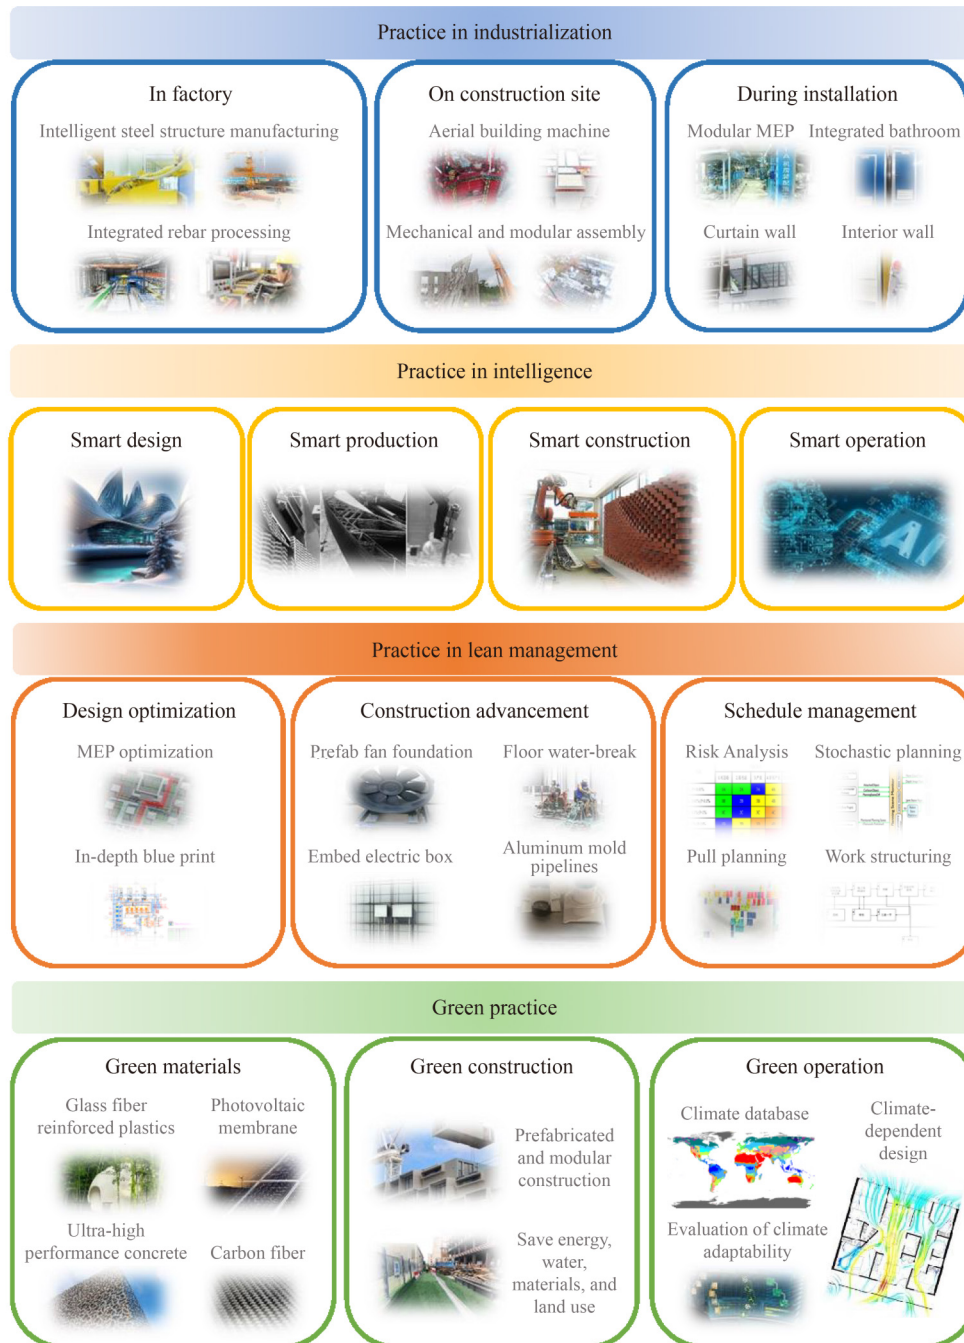 Practice in industrialization
In factory
Intelligent steel structure manufacturing
Integrated rebar processing
On construction site
Aerial building machine
Mechanical and modular assembly
During installation
Modular MEP
Integrated bathroom
Curtain wall
Interior wall
Practice in intelligence
Smart design
Smart production
Smart construction
Smart operation
AI
Practice in lean management
Design optimization
MEP optimization
In-depth blue print
Construction advancement
Prefab fan foundation
Floor water-break
Embed electric box
Aluminum mold
pipelines
Schedule management
Risk Analysis
Stochastic planning
Pull planning
Work structuring
Green practice
Green materials
Glass fiber
reinforced plastics
Photovoltaic
membrane
Ultra-high
performance concrete
Carbon fiber
Green construction
Prefabricated
and modular
construction
Save energy,
water,
materials, and
land use
Green operation
Climate database
Climate-
dependent
design
Evaluation of climate
adaptability